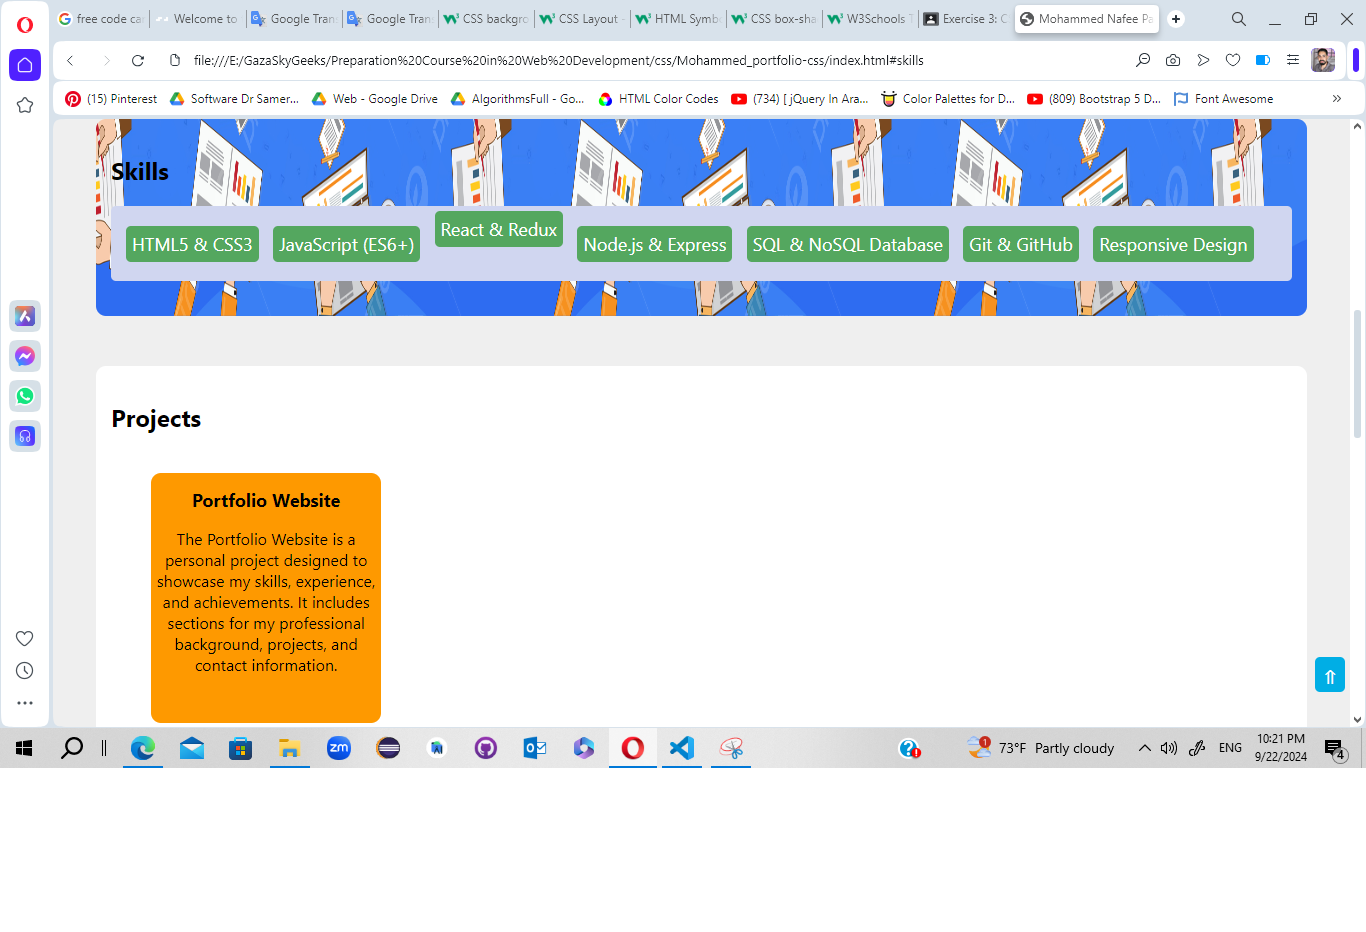 free code ca
Welcome to
Google Tran
Google Tran
CSS backgro
CSS Layout -
HTML Symb
CSS box-sha
W3Schools T
Exercise 3: C
Mohammed Nafee Pa
file:///E:/GazaSkyGeeks/Preparation%20Course%20in%20Web%20Development/css/Mohammed_portfolio-css/index.html#skills
(15) Pinterest
Software Dr Samer...
Web - Google Drive
AlgorithmsFull - Go...
HTML Color Codes
(734) [ jQuery In Ara...
Color Palettes for D...
(809) Bootstrap 5 D...
Font Awesome
Skills
HTML5 & CSS3
JavaScript (ES6+)
React & Redux
Node.js & Express
SQL & NoSQL Database
Git & GitHub
Responsive Design
Projects
Portfolio Website
The Portfolio Website is a
personal project designed to
showcase my skills, experience,
and achievements. It includes
sections for my professional
background, projects, and
contact information.
zm
1
73°F Partly cloudy
ENG
10:21 PM
9/22/2024
4